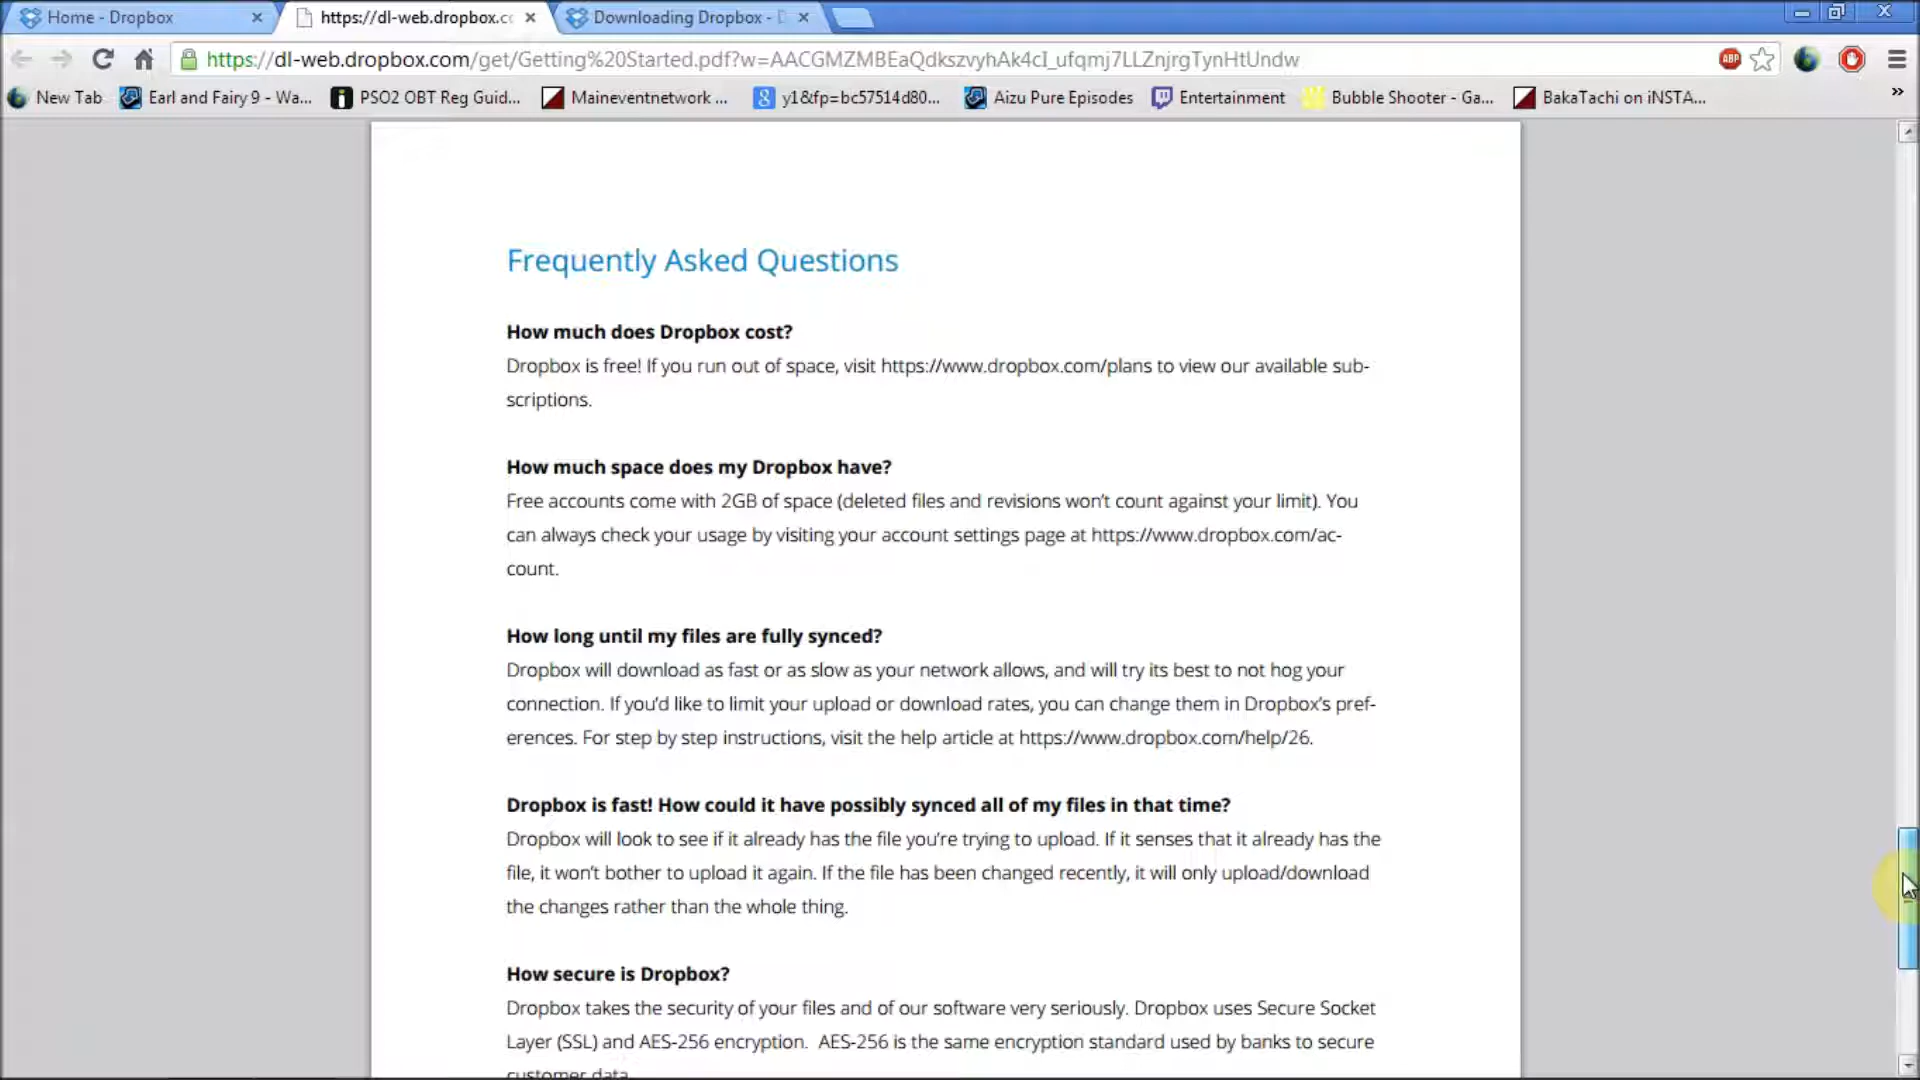 Home - Dropbox
https://dl-web.dropbox.co
Downloading Dropbox - D
https://dl-web.dropbox.com/get/Getting%20Started.pdf?w=AACGMZMBEaQdkszvyhAk4cI_ufqmj7LLZnjrgTynHtUndw
ABP
New Tab
Earl and Fairy 9 - Wa...
PSO2 OBT Reg Guid...
Maineventnetwork ...
y1&fp=bc57514d80...
Aizu Pure Episodes
Entertainment
Bubble Shooter - Ga...
BakaTachi on iNSTA...
Frequently Asked Questions
How much does Dropbox cost?
Dropbox is free! If you run out of space, visit https://www.dropbox.com/plans to view our available sub-
scriptions.
How much space does my Dropbox have?
Free accounts come with 2GB of space (deleted files and revisions won't count against your limit). You
can always check your usage by visiting your account settings page at https://www.dropbox.com/ac-
count.
How long until my files are fully synced?
Dropbox will download as fast or as slow as your network allows, and will try its best to not hog your
connection. If you'd like to limit your upload or download rates, you can change them in Dropbox's pref-
erences. For step by step instructions, visit the help article at https://www.dropbox.com/help/26.
Dropbox is fast! How could it have possibly synced all of my files in that time?
Dropbox will look to see if it already has the file you're trying to upload. If it senses that it already has the
file, it won't bother to upload it again. If the file has been changed recently, it will only upload/download
the changes rather than the whole thing.
How secure is Dropbox?
Dropbox takes the security of your files and of our software very seriously. Dropbox uses Secure Socket
Layer (SSL) and AES-256 encryption.  AES-256 is the same encryption standard used by banks to secure
customer data.